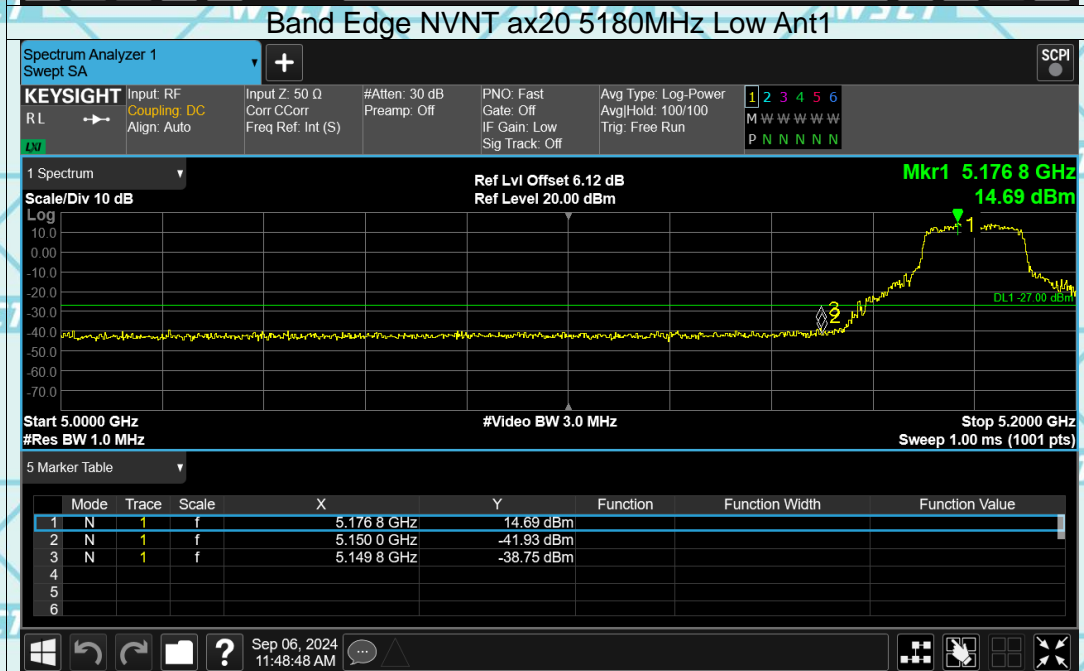 Band Edge NVNT ax20 5180MHz Low Ant1
Spectrum Analyzer 1
Swept SA
+
SCPI
KEYSIGHT
R L
LXI
Input: RF
Coupling: DC
Align: Auto
Input Z: 50 Ω
Corr CCorr
Freq Ref: Int (S)
#Atten: 30 dB
Preamp: Off
PNO: Fast
Gate: Off
IF Gain: Low
Sig Track: Off
Avg Type: Log-Power
Avg|Hold: 100/100
Trig: Free Run
1 2 3 4 5 6
M W W W W W
P N N N N N
1 Spectrum
Scale/Div 10 dB
Ref Lvl Offset 6.12 dB
Ref Level 20.00 dBm
Mkr1 5.176 8 GHz
14.69 dBm
Log
10.0
0.00
-10.0
-20.0
-30.0
-40.0
-50.0
-60.0
-70.0
1
3
2
DL1 -27.00 dBm
Start 5.0000 GHz
#Video BW 3.0 MHz
Stop 5.2000 GHz
#Res BW 1.0 MHz
Sweep 1.00 ms (1001 pts)
5 Marker Table
Mode Trace Scale X Y Function Function Width Function Value
1 N 1 f 5.176 8 GHz 14.69 dBm
2 N 1 f 5.150 0 GHz -41.93 dBm
3 N 1 f 5.149 8 GHz -38.75 dBm
4
5
6
?
Sep 06, 2024
11:48:48 AM